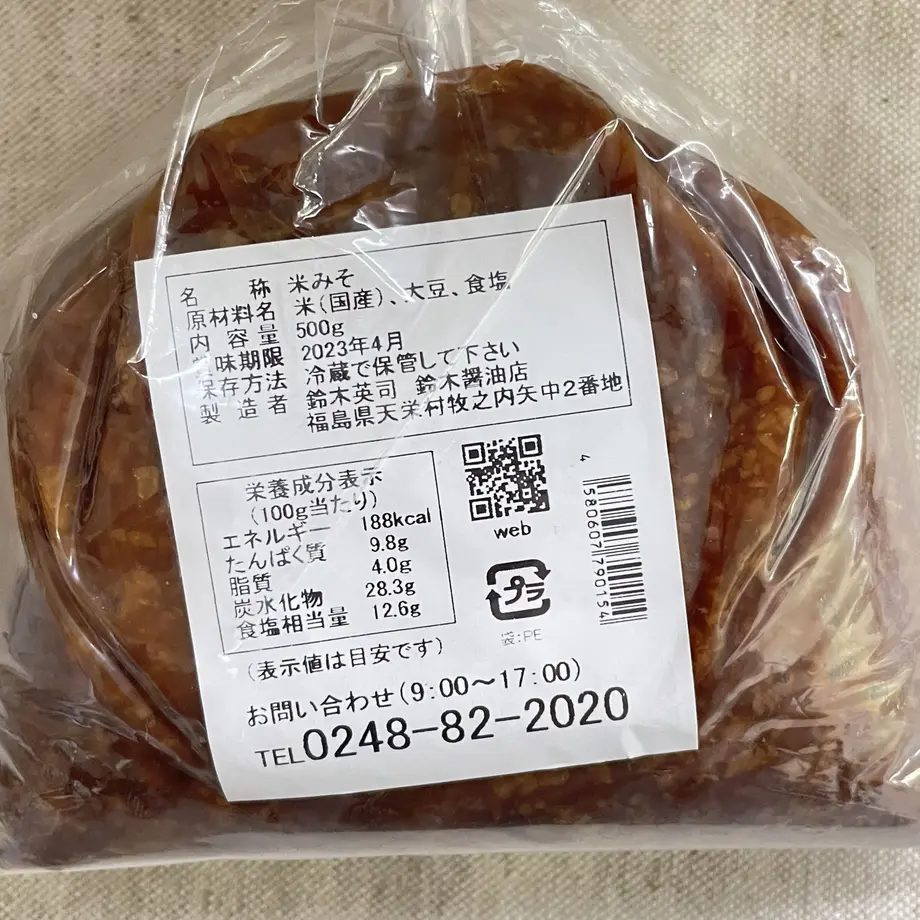 名称 米みそ
原材料名 米(国産)、大豆、食塩
内容量 500g
賞味期限 2023年4月
保存方法 冷蔵で保管して下さい
製造者 鈴木英司 鈴木醤油店
福島県天栄村牧之内矢中2番地
栄養成分表示
(100g当たり)
エネルギー 188kcal
たんぱく質 9.8g
脂質 4.0g
炭水化物 28.3g
食塩相当量 12.6g
(表示値は目安です)
web
プラ
袋:PE
4 580607 790154
お問い合わせ(9:00〜17:00)
TEL0248-82-2020